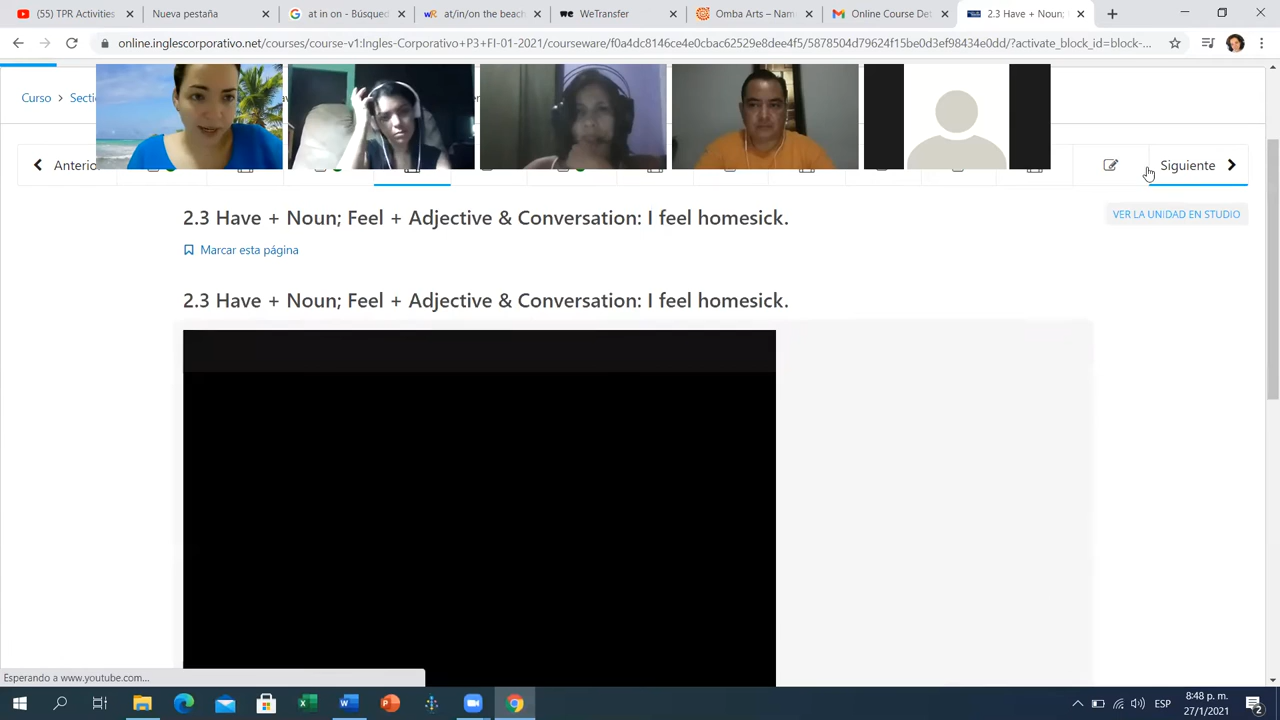 (55) TPR Activities
Nueva pestaña
at in on - Búsqued
at/in/on the beach
WeTransfer
Omba Arts – Nam
Online Course Det
2.3 Have + Noun;
online.inglescorporativo.net/courses/course-v1:Ingles-Corporativo+P3+FI-01-2021/courseware/f0a4dc8146ce4e0cbac62529e8dee4f5/5878504d79624f15be0d3ef98434e0dd/?activate_block_id=block-...
Curso > Secti
Anterio
Siguiente
2.3 Have + Noun; Feel + Adjective & Conversation: I feel homesick.
VER LA UNIDAD EN STUDIO
Marcar esta página
2.3 Have + Noun; Feel + Adjective & Conversation: I feel homesick.
Esperando a www.youtube.com...
ESP
8:48 p. m.
27/1/2021
2